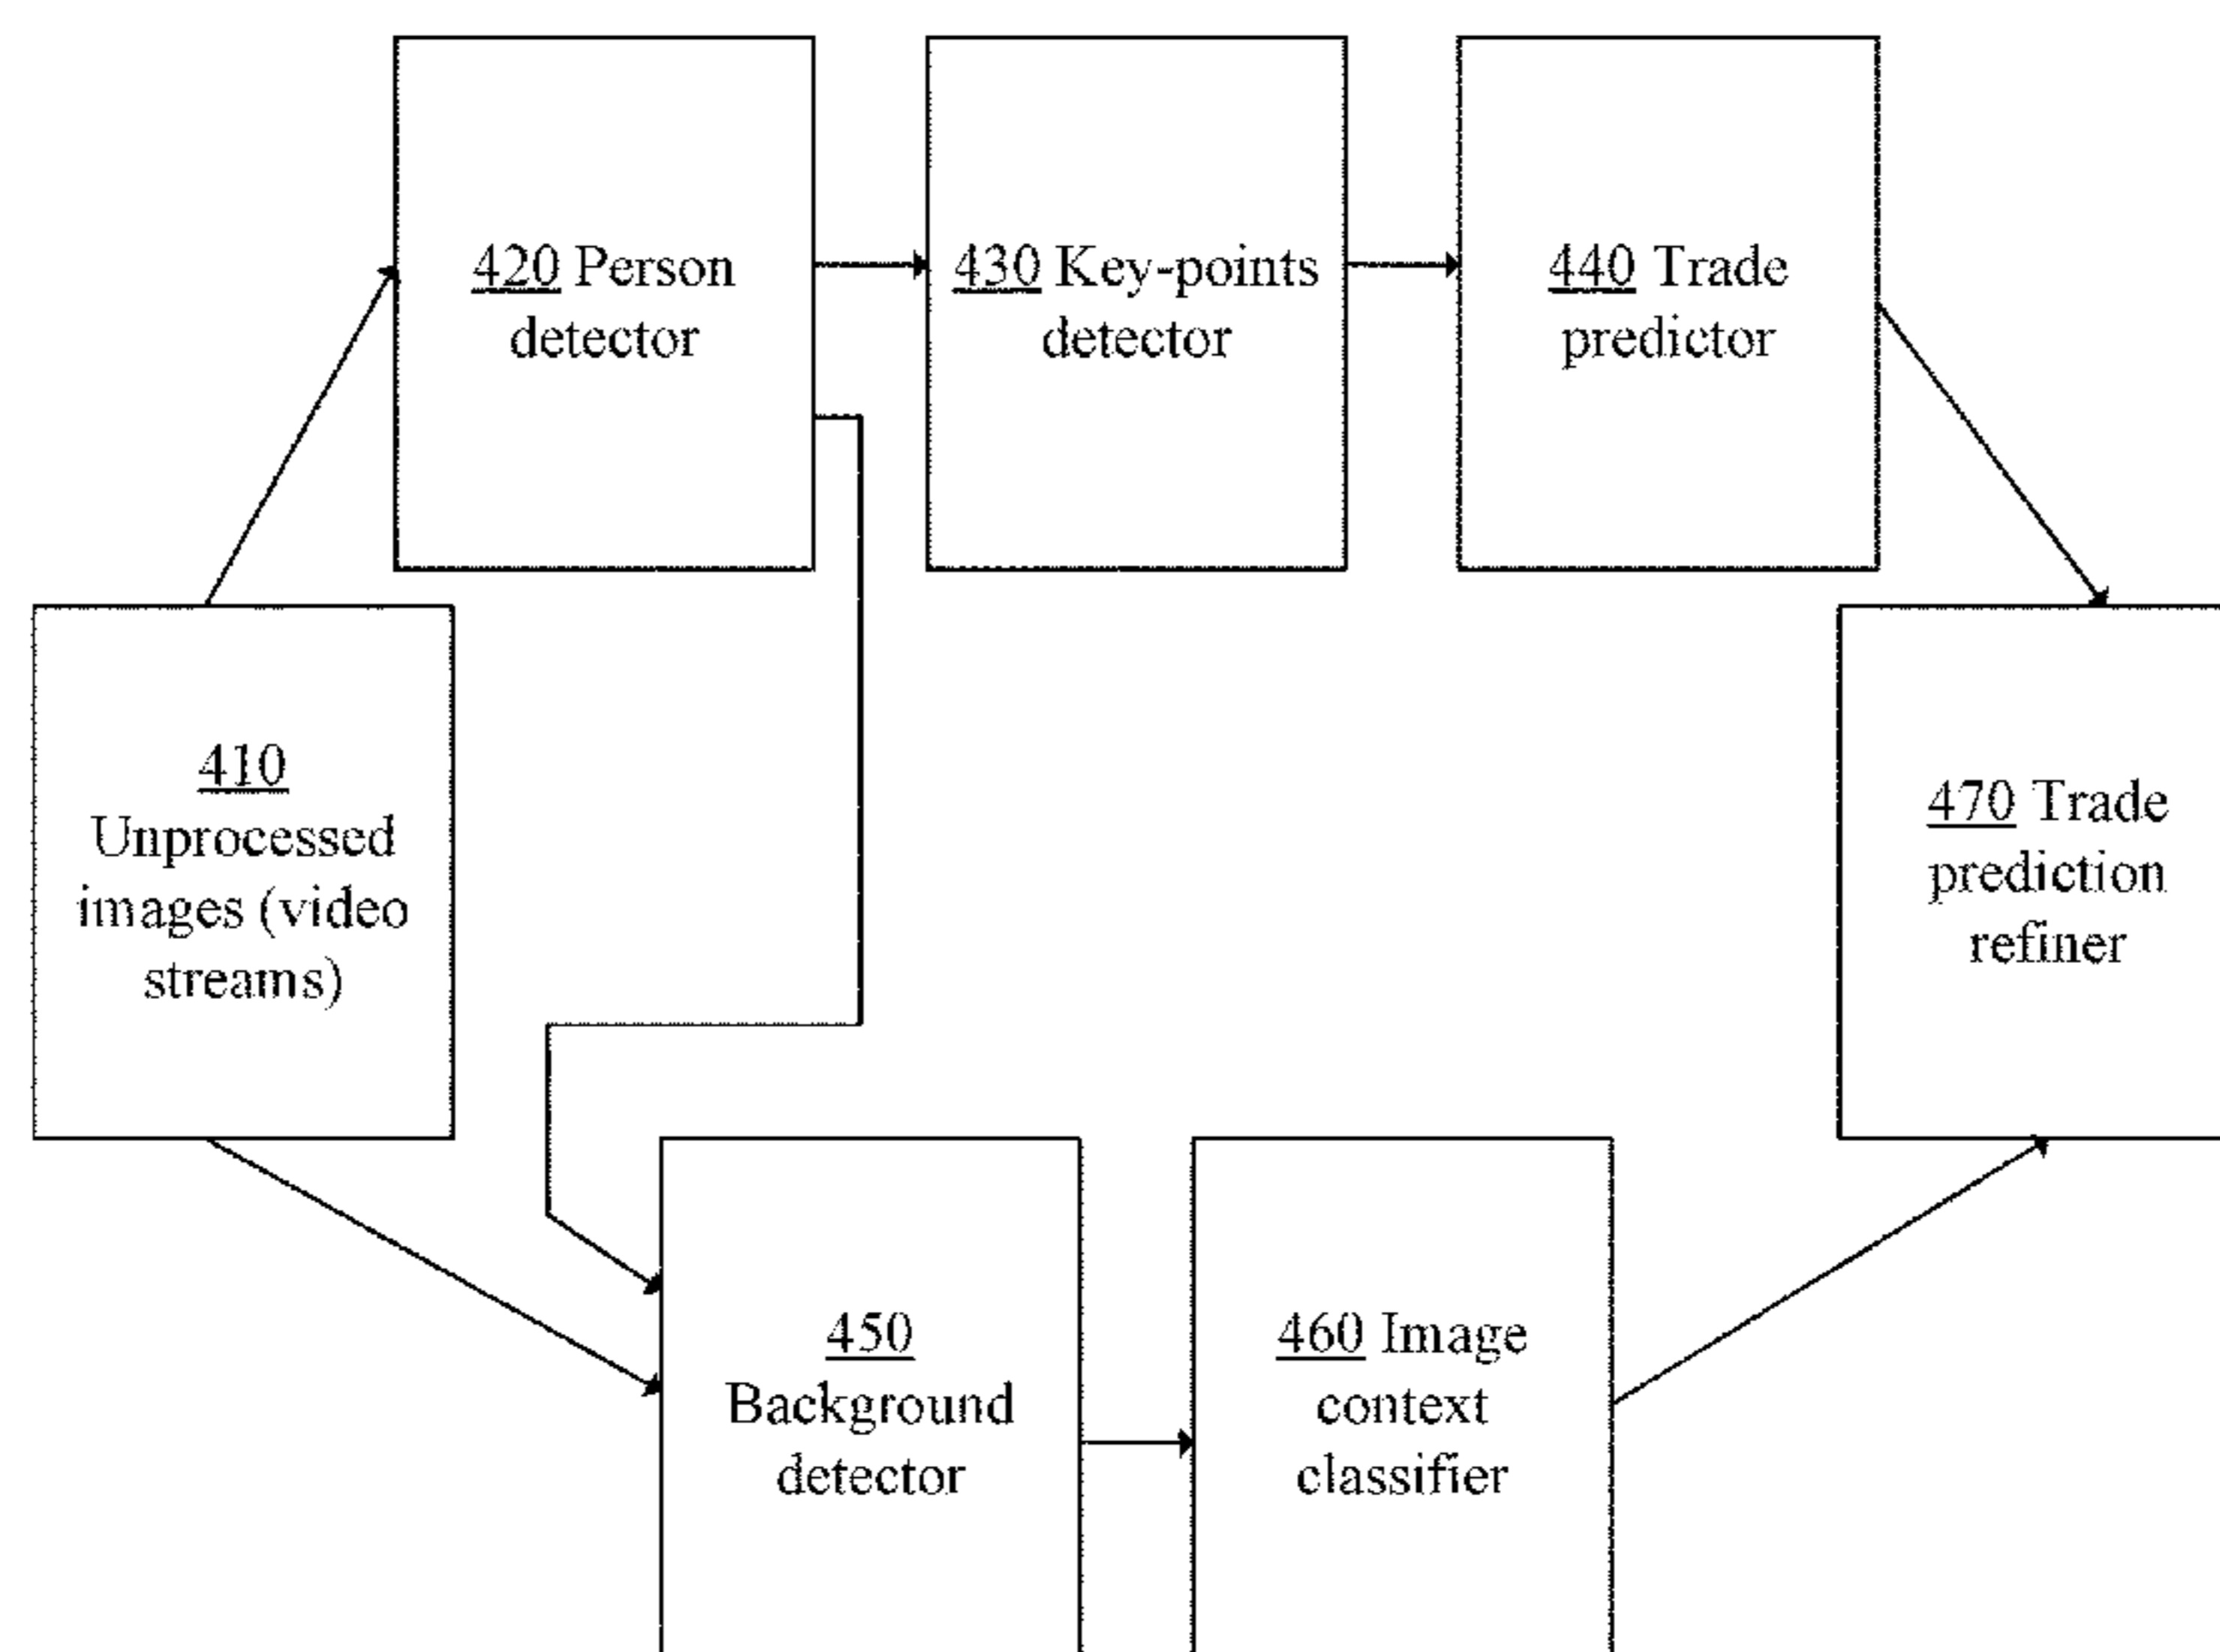 420 Person
detector
430 Key-points
detector
440 Trade
predictor
410
Unprocessed
images (video
streams)
470 Trade
prediction
refiner
450
Background
detector
460 Image
context
classifier